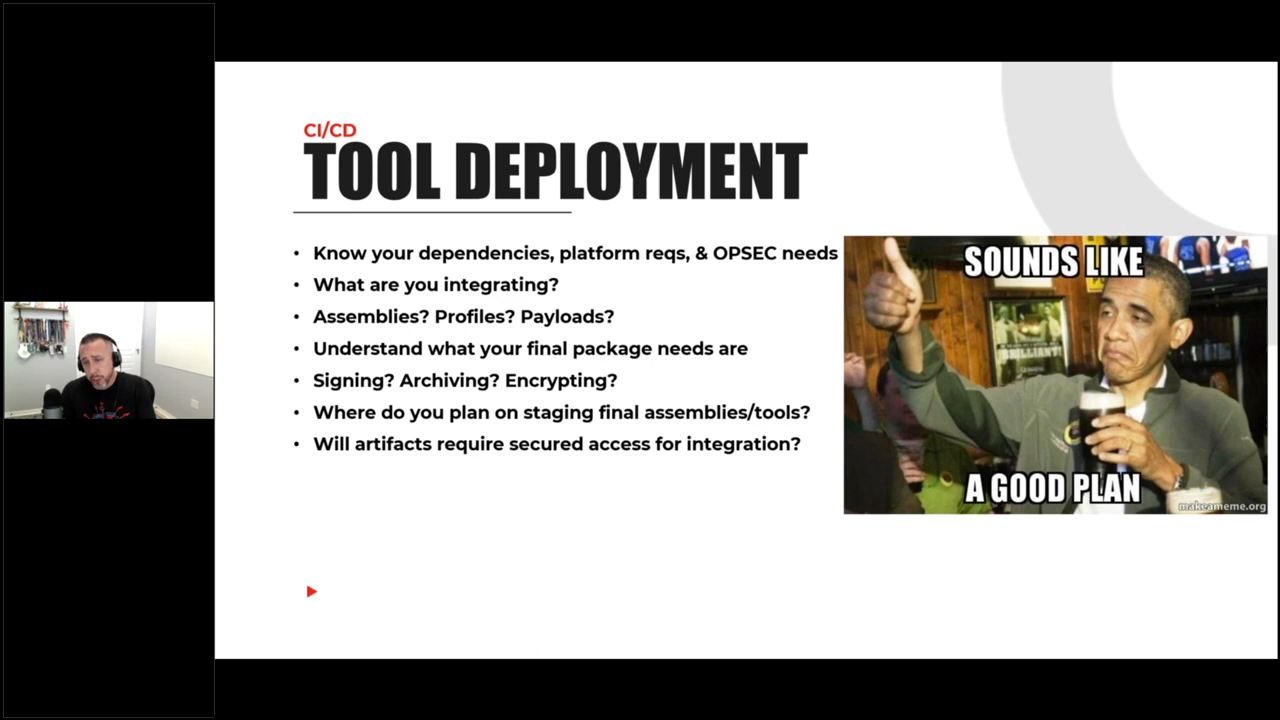 CI/CD
TOOL DEPLOYMENT
• Know your dependencies, platform reqs, & OPSEC needs
• What are you integrating?
• Assemblies? Profiles? Payloads?
• Understand what your final package needs are
• Signing? Archiving? Encrypting?
• Where do you plan on staging final assemblies/tools?
• Will artifacts require secured access for integration?
SOUNDS LIKE
BRILLIANT!
A GOOD PLAN
makeameme.org